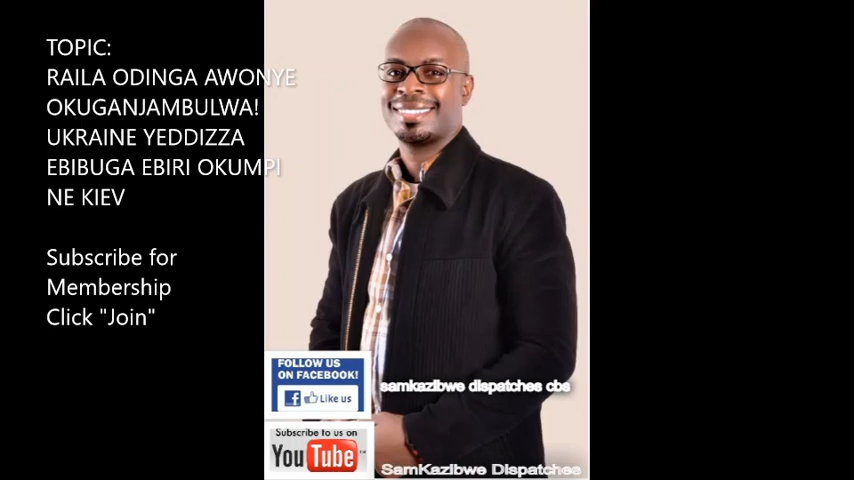 TOPIC:
RAILA ODINGA AWONYE
OKUGANJAMBULWA!
UKRAINE YEDDIZZA
EBIBUGA EBIRI OKUMPI
NE KIEV
Subscribe for
Membership
Click "Join"
FOLLOW US
ON FACEBOOK!
f Like us
samkazibwe dispatches cbs
Subscribe to us on
YouTube
SamKazibwe Dispatches